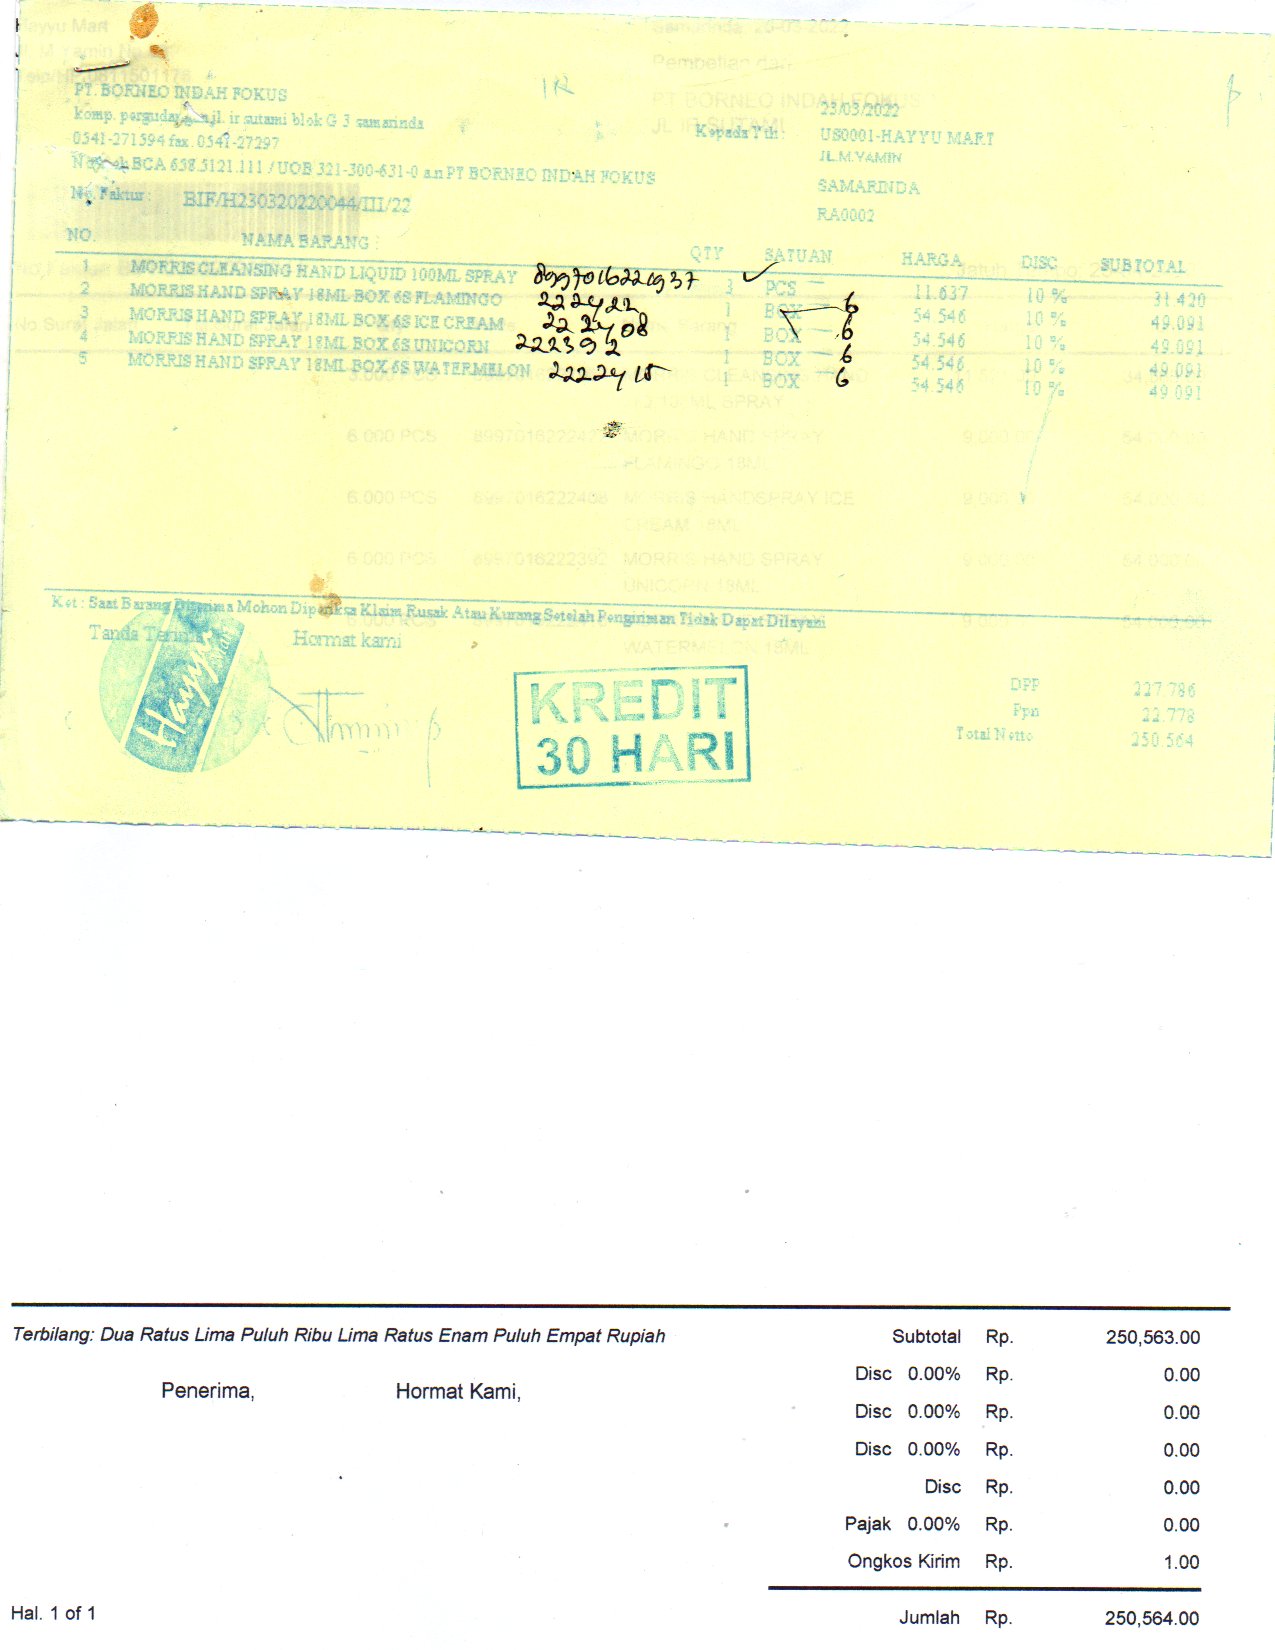 PT. BORNEO INDAH FOKUS
komp. pergudangan jl. ir sutami blok G 3 samarinda
0541-271594 fax. 0541-27297
BCA 658.5121.111 / UOB 321-300-631-0 a.n PT BORNEO INDAH FOKUS
No. Faktur : BIF/H230320220044/III/22
1R
23/03/2022
Kepada Yth : US0001-HAYYU MART
JL.M.YAMIN
SAMARINDA
RA0002
NO. NAMA BARANG : QTY SATUAN HARGA DISC SUBTOTAL
1 MORRIS CLEANSING HAND LIQUID 100ML SPRAY 3 PCS 11.637 10 % 31.420
2 MORRIS HAND SPRAY 18ML BOX 6S FLAMINGO 222422 1 BOX 6 54.546 10 % 49.091
3 MORRIS HAND SPRAY 18ML BOX 6S ICE CREAM 222408 1 BOX 6 54.546 10 % 49.091
4 MORRIS HAND SPRAY 18ML BOX 6S UNICORN 222392 1 BOX 6 54.546 10 % 49.091
5 MORRIS HAND SPRAY 18ML BOX 6S WATERMELON 1 BOX 6 54.546 10 % 49.091
Ket : Saat Barang Diterima Mohon Diperiksa Klaim Rusak Atau Kurang Setelah Pengiriman Tidak Dapat Dilayani
Tanda Terima Hormat kami
Hayyu
KREDIT
30 HARI
DPP 227.786
Ppn 22.778
Total Netto 250.564
Terbilang: Dua Ratus Lima Puluh Ribu Lima Ratus Enam Puluh Empat Rupiah
Penerima, Hormat Kami,
Subtotal Rp. 250,563.00
Disc 0.00% Rp. 0.00
Disc 0.00% Rp. 0.00
Disc 0.00% Rp. 0.00
Disc Rp. 0.00
Pajak 0.00% Rp. 0.00
Ongkos Kirim Rp. 1.00
Jumlah Rp. 250,564.00
Hal. 1 of 1